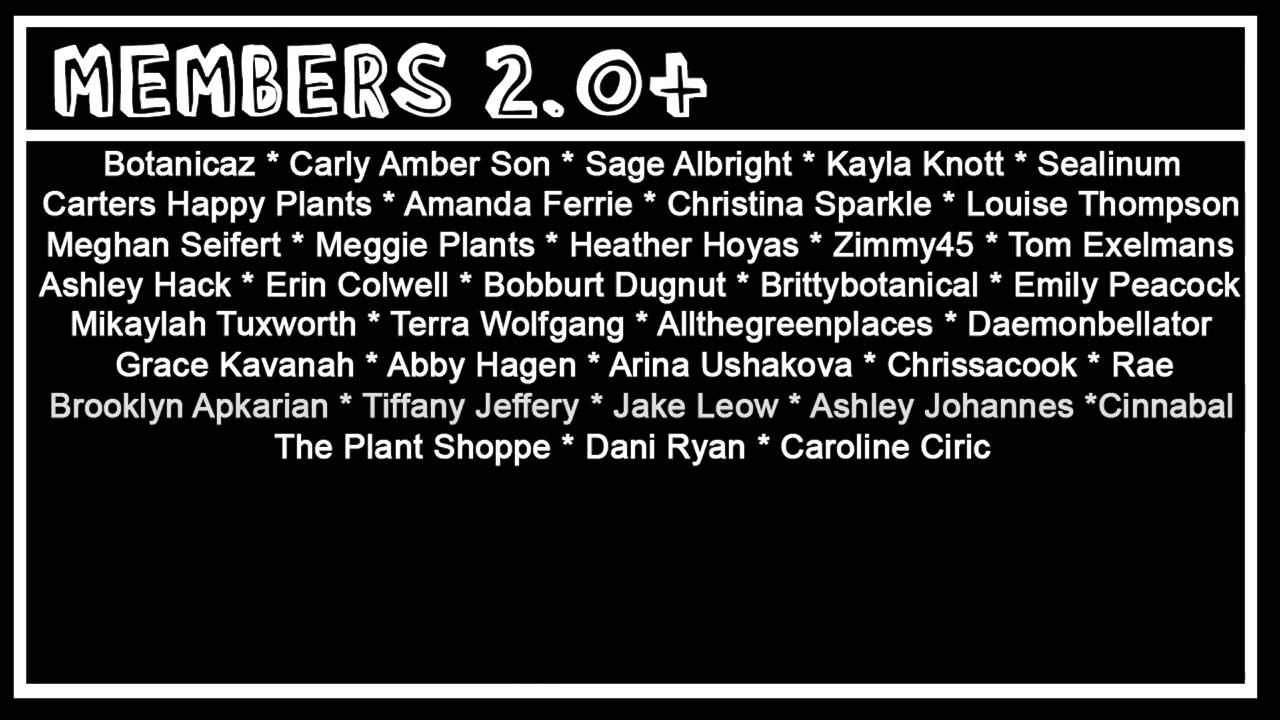 MEMBERS 2.0+
Botanicaz * Carly Amber Son * Sage Albright * Kayla Knott * Sealinum
Carters Happy Plants * Amanda Ferrie * Christina Sparkle * Louise Thompson
Meghan Seifert * Meggie Plants * Heather Hoyas * Zimmy45 * Tom Exelmans
Ashley Hack * Erin Colwell * Bobburt Dugnut * Brittybotanical * Emily Peacock
Mikaylah Tuxworth * Terra Wolfgang * Allthegreenplaces * Daemonbellator
Grace Kavanah * Abby Hagen * Arina Ushakova * Chrissacook * Rae
Brooklyn Apkarian * Tiffany Jeffery * Jake Leow * Ashley Johannes *Cinnabal
The Plant Shoppe * Dani Ryan * Caroline Ciric